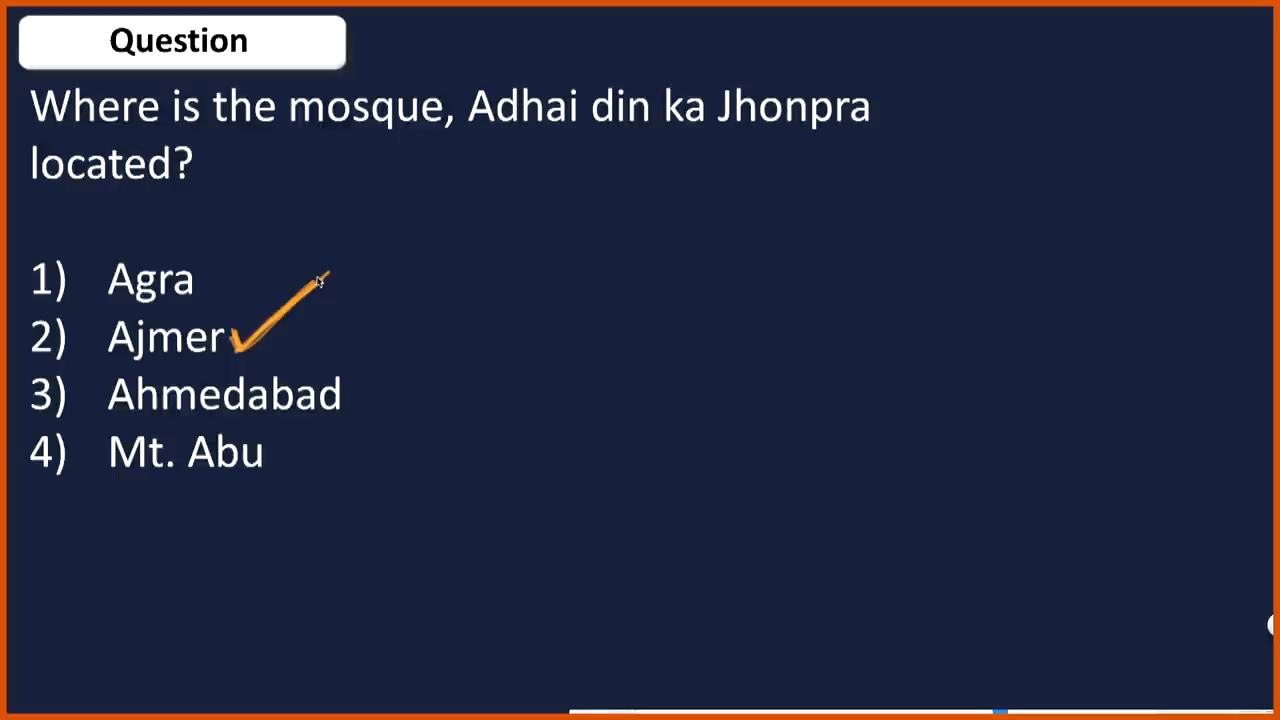 Question
Where is the mosque, Adhai din ka Jhonpra
located?
1) Agra
2) Ajmer
3) Ahmedabad
4) Mt. Abu